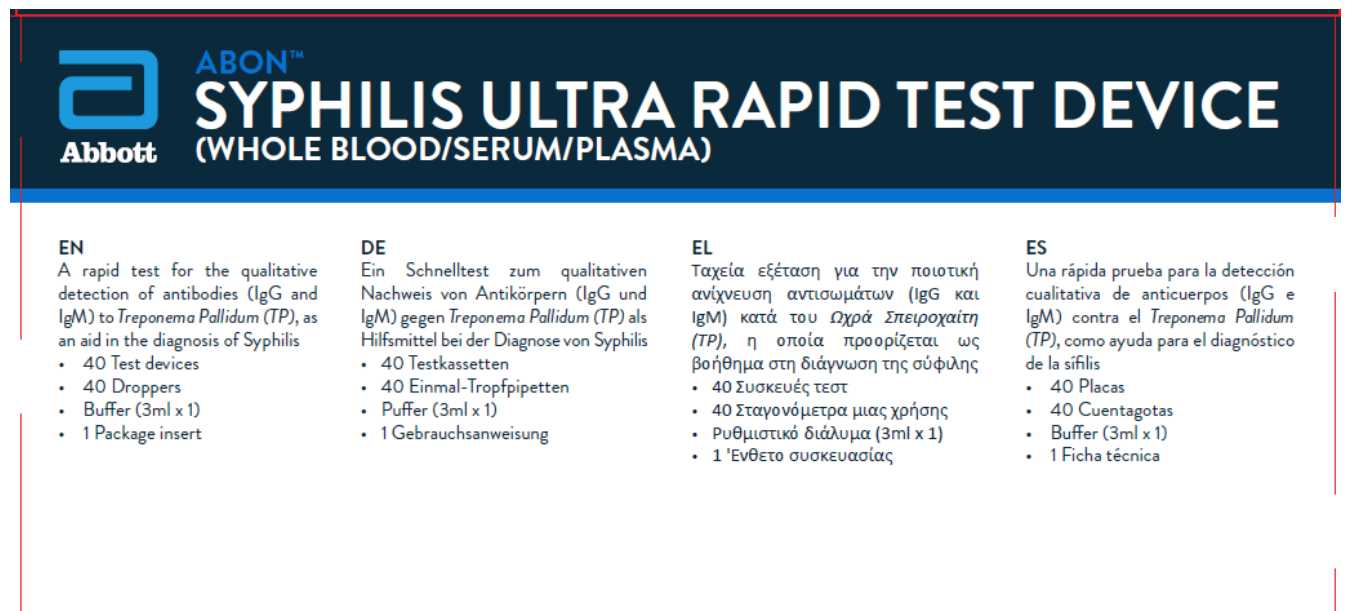 ABON™
SYPHILIS ULTRA RAPID TEST DEVICE
(WHOLE BLOOD/SERUM/PLASMA)
Abbott
EN
A rapid test for the qualitative
detection of antibodies (IgG and
IgM) to Treponema Pallidum (TP), as
an aid in the diagnosis of Syphilis
• 40 Test devices
• 40 Droppers
• Buffer (3ml x 1)
• 1 Package insert
DE
Ein Schnelltest zum qualitativen
Nachweis von Antikörpern (IgG und
IgM) gegen Treponema Pallidum (TP) als
Hilfsmittel bei der Diagnose von Syphilis
• 40 Testkassetten
• 40 Einmal-Tropfpipetten
• Puffer (3ml x 1)
• 1 Gebrauchsanweisung
EL
Ταχεία εξέταση για την ποιοτική
ανίχνευση αντισωμάτων (IgG και
IgM) κατά του Ωχρά Σπειροχαίτη
(TP), η οποία προορίζεται ως
βοήθημα στη διάγνωση της σύφιλης
• 40 Συσκευές τεστ
• 40 Σταγονόμετρα μιας χρήσης
• Ρυθμιστικό διάλυμα (3ml x 1)
• 1 'Ενθετο συσκευασίας
ES
Una rápida prueba para la detección
cualitativa de anticuerpos (IgG e
IgM) contra el Treponema Pallidum
(TP), como ayuda para el diagnóstico
de la sífilis
• 40 Placas
• 40 Cuentagotas
• Buffer (3ml x 1)
• 1 Ficha técnica